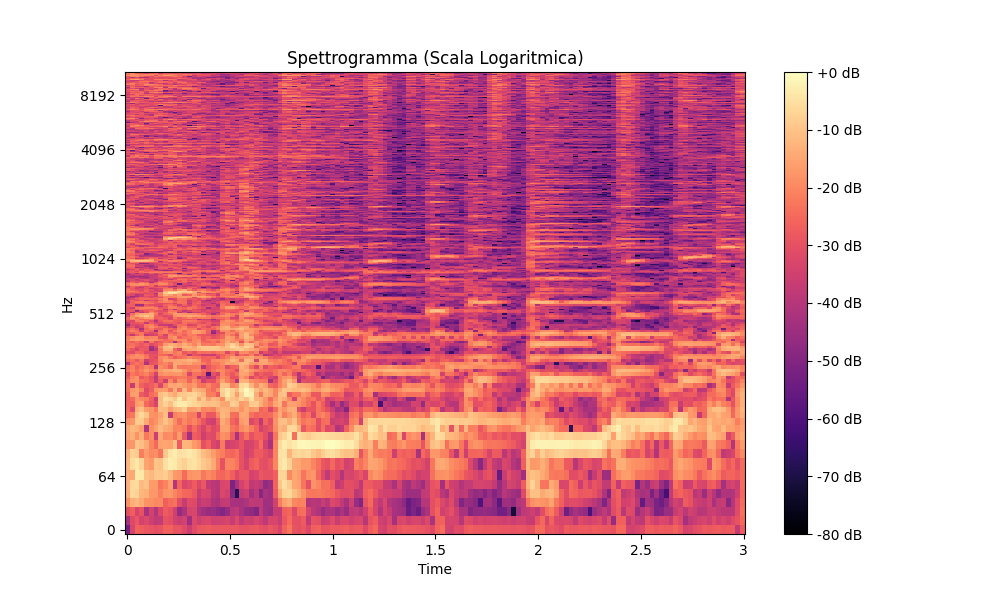 Spettrogramma (Scala Logaritmica)
Hz
8192
4096
2048
1024
512
256
128
64
0
0
0.5
1
1.5
2
2.5
3
Time
+0 dB
-10 dB
-20 dB
-30 dB
-40 dB
-50 dB
-60 dB
-70 dB
-80 dB